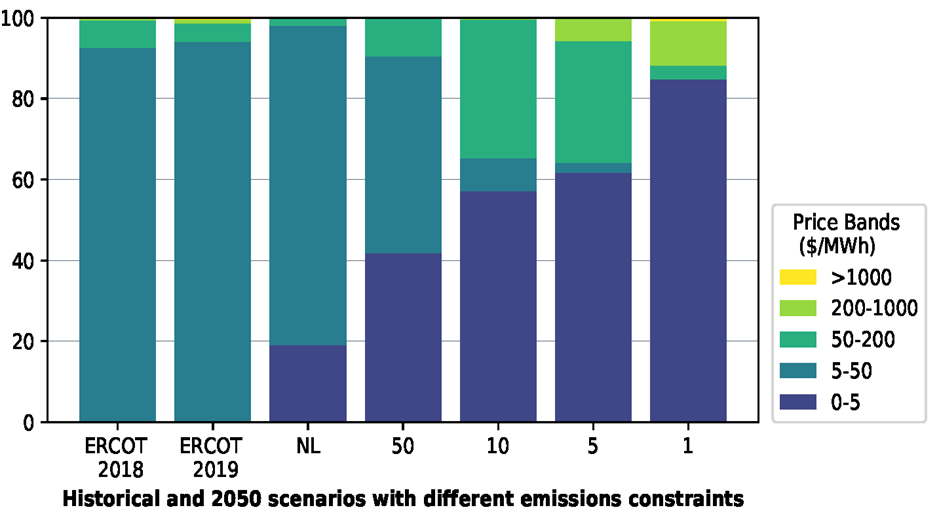 100
80
60
40
20
0
ERCOT 2018
ERCOT 2019
NL
50
10
5
1
Historical and 2050 scenarios with different emissions constraints
Price Bands
($/MWh)
>1000
200-1000
50-200
5-50
0-5